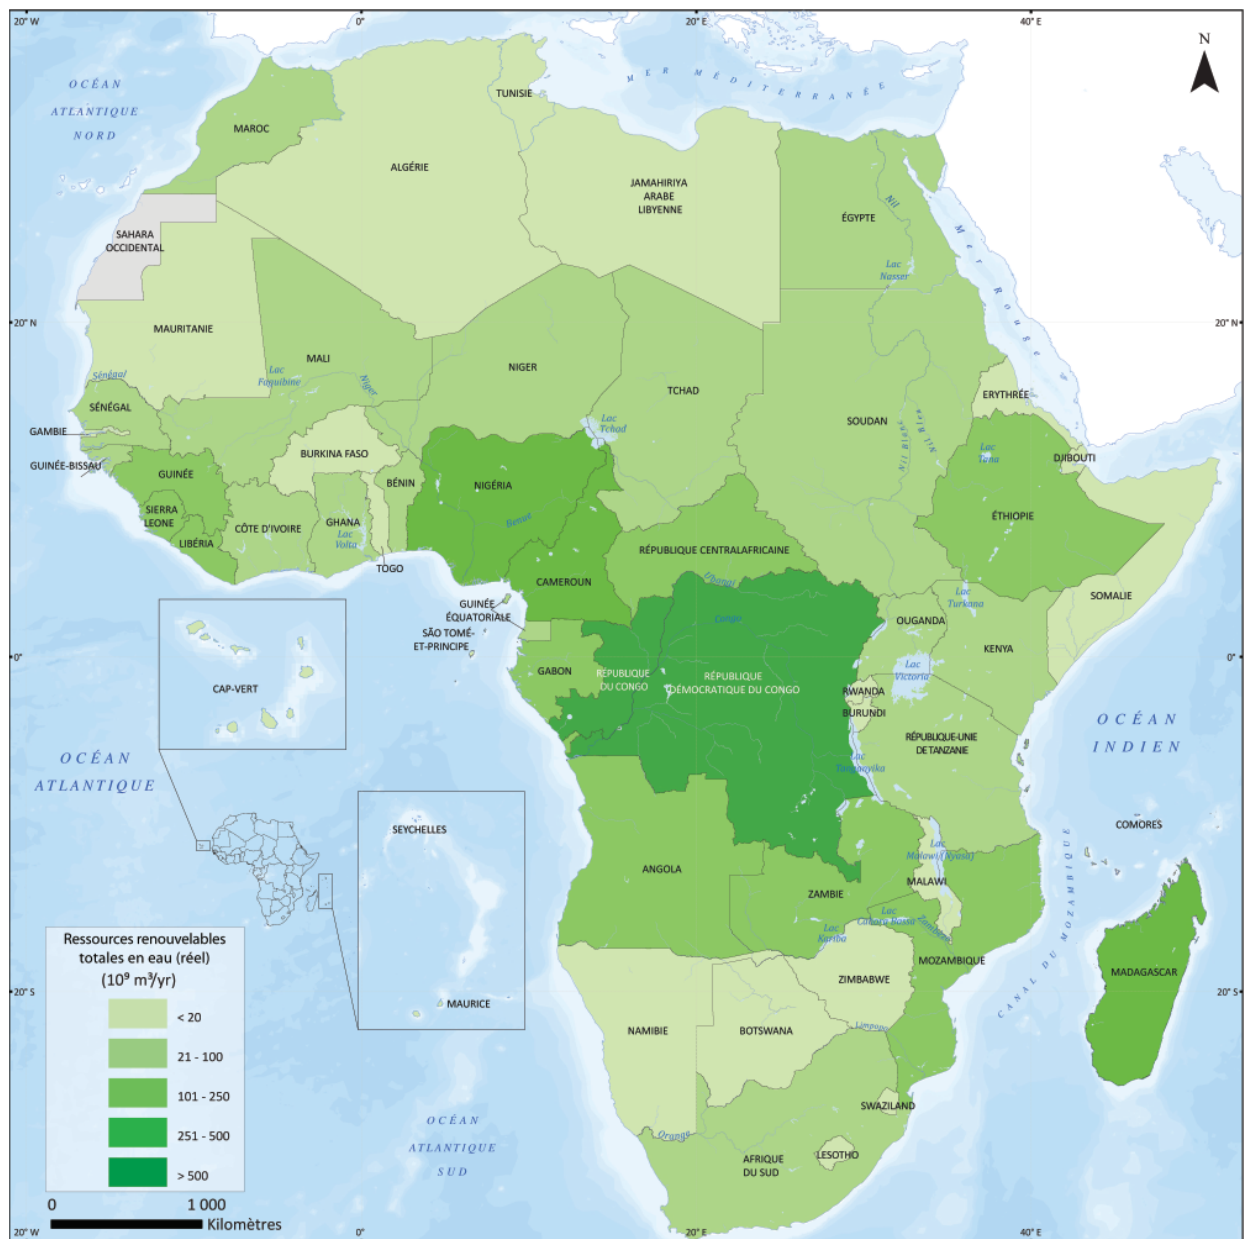 20° W
0°
20° E
40° E
N
OCÉAN
ATLANTIQUE
NORD
MER MÉDITERRANÉE
TUNISIE
MAROC
ALGÉRIE
JAMAHIRIYA
ARABE
LIBYENNE
ÉGYPTE
Nil
Lac
Nasser
Mer Rouge
SAHARA
OCCIDENTAL
20° N
20° N
MAURITANIE
MALI
Lac
Faguibine
Niger
NIGER
TCHAD
Lac
Tchad
SOUDAN
Nil Blanc
Nil Bleu
ERYTHRÉE
Lac
Tana
DJIBOUTI
ÉTHIOPIE
SOMALIE
Sénégal
SÉNÉGAL
GAMBIE
GUINÉE-BISSAU
GUINÉE
SIERRA
LEONE
LIBÉRIA
CÔTE D'IVOIRE
BURKINA FASO
GHANA
Lac
Volta
BÉNIN
TOGO
NIGÉRIA
Benué
CAMEROUN
RÉPUBLIQUE CENTRALAFRICAINE
Ubangi
Congo
GUINÉE
ÉQUATORIALE
SÃO TOMÉ-
ET-PRINCIPE
GABON
RÉPUBLIQUE
DU CONGO
RÉPUBLIQUE
DÉMOCRATIQUE DU CONGO
OUGANDA
Lac
Turkana
KENYA
Lac
Victoria
RWANDA
BURUNDI
RÉPUBLIQUE-UNIE
DE TANZANIE
Lac
Tanganyika
0°
OCÉAN
INDIEN
CAP-VERT
OCÉAN
ATLANTIQUE
SEYCHELLES
MAURICE
ANGOLA
ZAMBIE
Lac
Malawi (Nyasa)
MALAWI
Lac
Cahora Bassa
Zambèze
Lac
Kariba
MOZAMBIQUE
COMORES
CANAL DU MOZAMBIQUE
MADAGASCAR
ZIMBABWE
NAMIBIE
BOTSWANA
Limpopo
20° S
20° S
SWAZILAND
LESOTHO
Orange
AFRIQUE
DU SUD
OCÉAN
ATLANTIQUE
SUD
Ressources renouvelables
totales en eau (réel)
(10⁹ m³/yr)
< 20
21 - 100
101 - 250
251 - 500
> 500
0
1 000
Kilomètres
20° W
0°
20° E
40° E